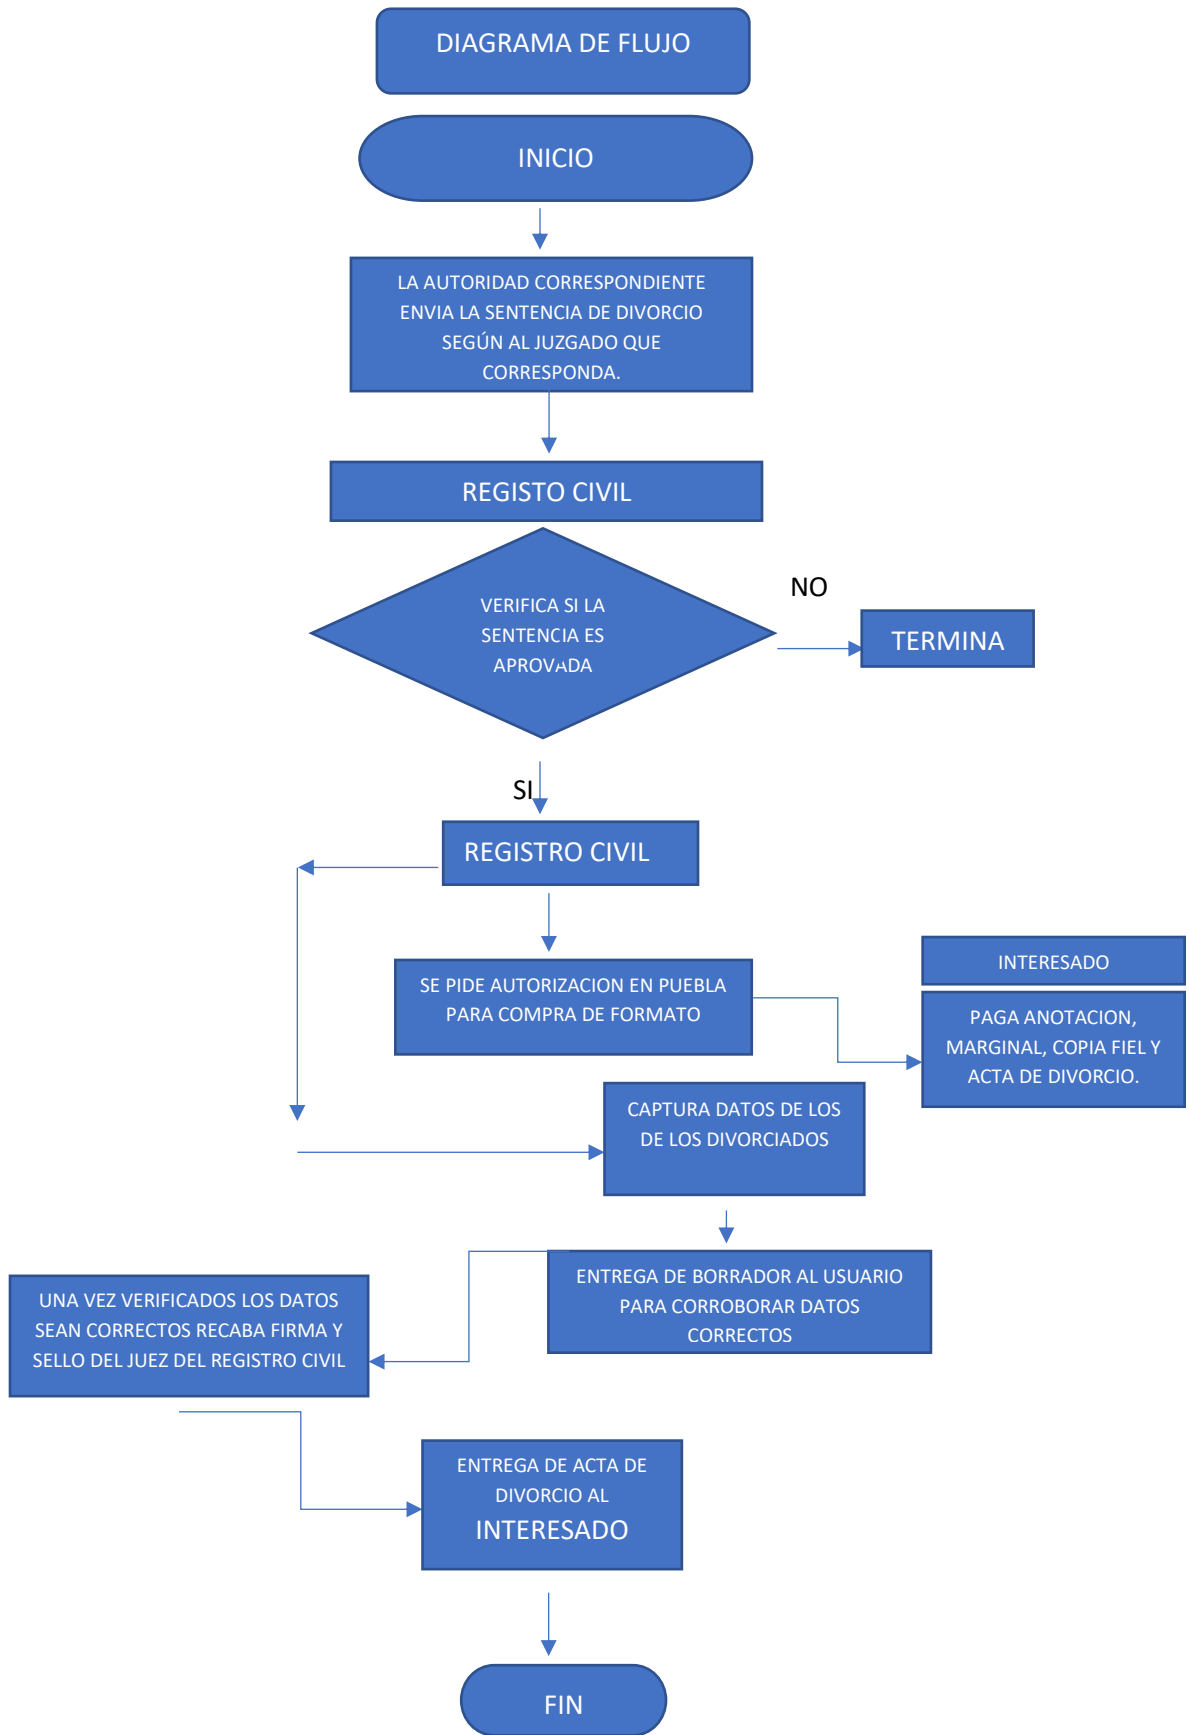 DIAGRAMA DE FLUJO
INICIO
LA AUTORIDAD CORRESPONDIENTE
ENVIA LA SENTENCIA DE DIVORCIO
SEGÚN AL JUZGADO QUE
CORRESPONDA.
REGISTO CIVIL
VERIFICA SI LA
SENTENCIA ES
APROVADA
NO
TERMINA
SI
REGISTRO CIVIL
SE PIDE AUTORIZACION EN PUEBLA
PARA COMPRA DE FORMATO
INTERESADO
PAGA ANOTACION,
MARGINAL, COPIA FIEL Y
ACTA DE DIVORCIO.
CAPTURA DATOS DE LOS
DE LOS DIVORCIADOS
ENTREGA DE BORRADOR AL USUARIO
PARA CORROBORAR DATOS
CORRECTOS
UNA VEZ VERIFICADOS LOS DATOS
SEAN CORRECTOS RECABA FIRMA Y
SELLO DEL JUEZ DEL REGISTRO CIVIL
ENTREGA DE ACTA DE
DIVORCIO AL
INTERESADO
FIN